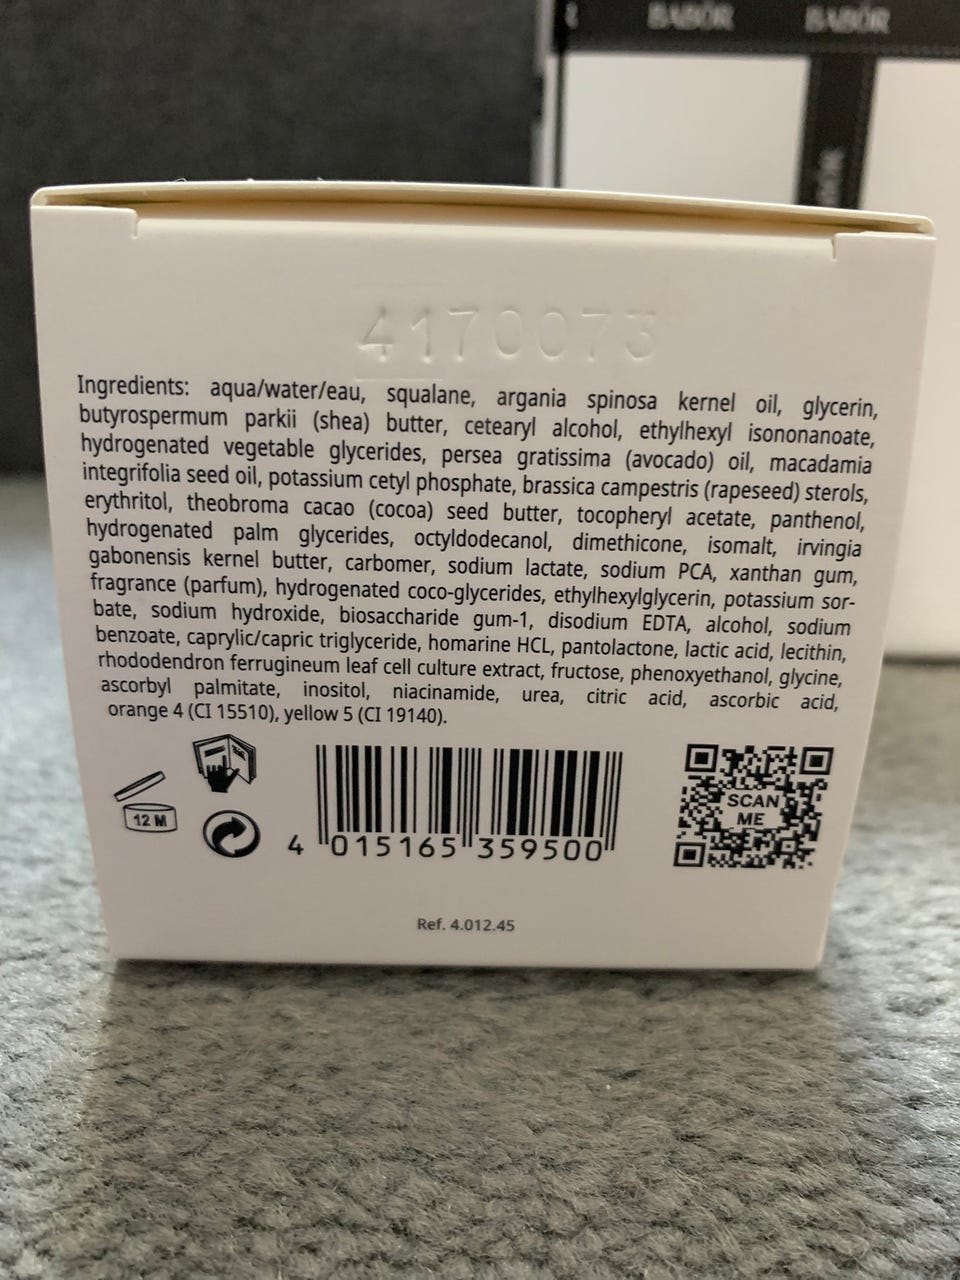 BABOR BABOR
4170073
Ingredients: aqua/water/eau, squalane, argania spinosa kernel oil, glycerin,
butyrospermum parkii (shea) butter, cetearyl alcohol, ethylhexyl isononanoate,
hydrogenated vegetable glycerides, persea gratissima (avocado) oil, macadamia
integrifolia seed oil, potassium cetyl phosphate, brassica campestris (rapeseed) sterols,
erythritol, theobroma cacao (cocoa) seed butter, tocopheryl acetate, panthenol,
hydrogenated palm glycerides, octyldodecanol, dimethicone, isomalt, irvingia
gabonensis kernel butter, carbomer, sodium lactate, sodium PCA, xanthan gum,
fragrance (parfum), hydrogenated coco-glycerides, ethylhexylglycerin, potassium sor-
bate, sodium hydroxide, biosaccharide gum-1, disodium EDTA, alcohol, sodium
benzoate, caprylic/capric triglyceride, homarine HCL, pantolactone, lactic acid, lecithin,
rhododendron ferrugineum leaf cell culture extract, fructose, phenoxyethanol, glycine,
ascorbyl palmitate, inositol, niacinamide, urea, citric acid, ascorbic acid,
orange 4 (CI 15510), yellow 5 (CI 19140).
12 M
4 015165 359500
SCAN
ME
Ref. 4.012.45